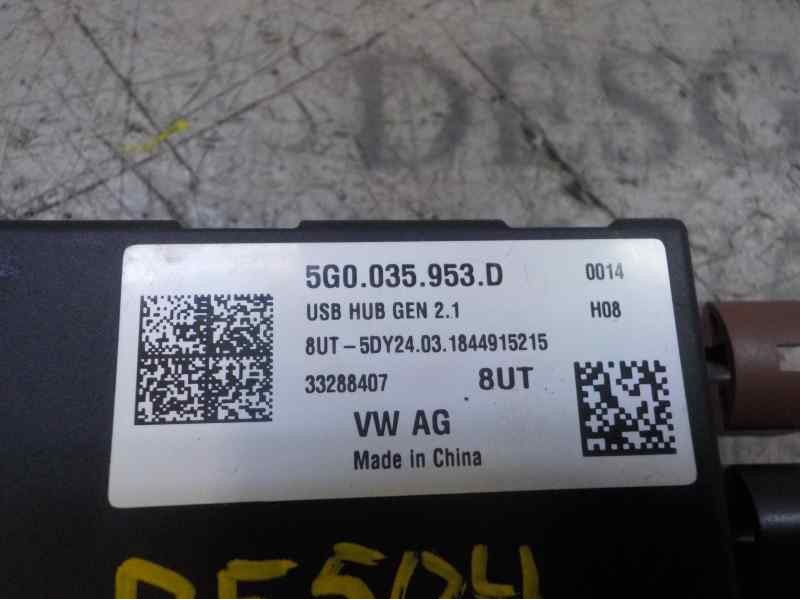 DESG
5G0.035.953.D 0014
USB HUB GEN 2.1 H08
8UT-5DY24.03.1844915215
33288407 8UT
VW AG
Made in China